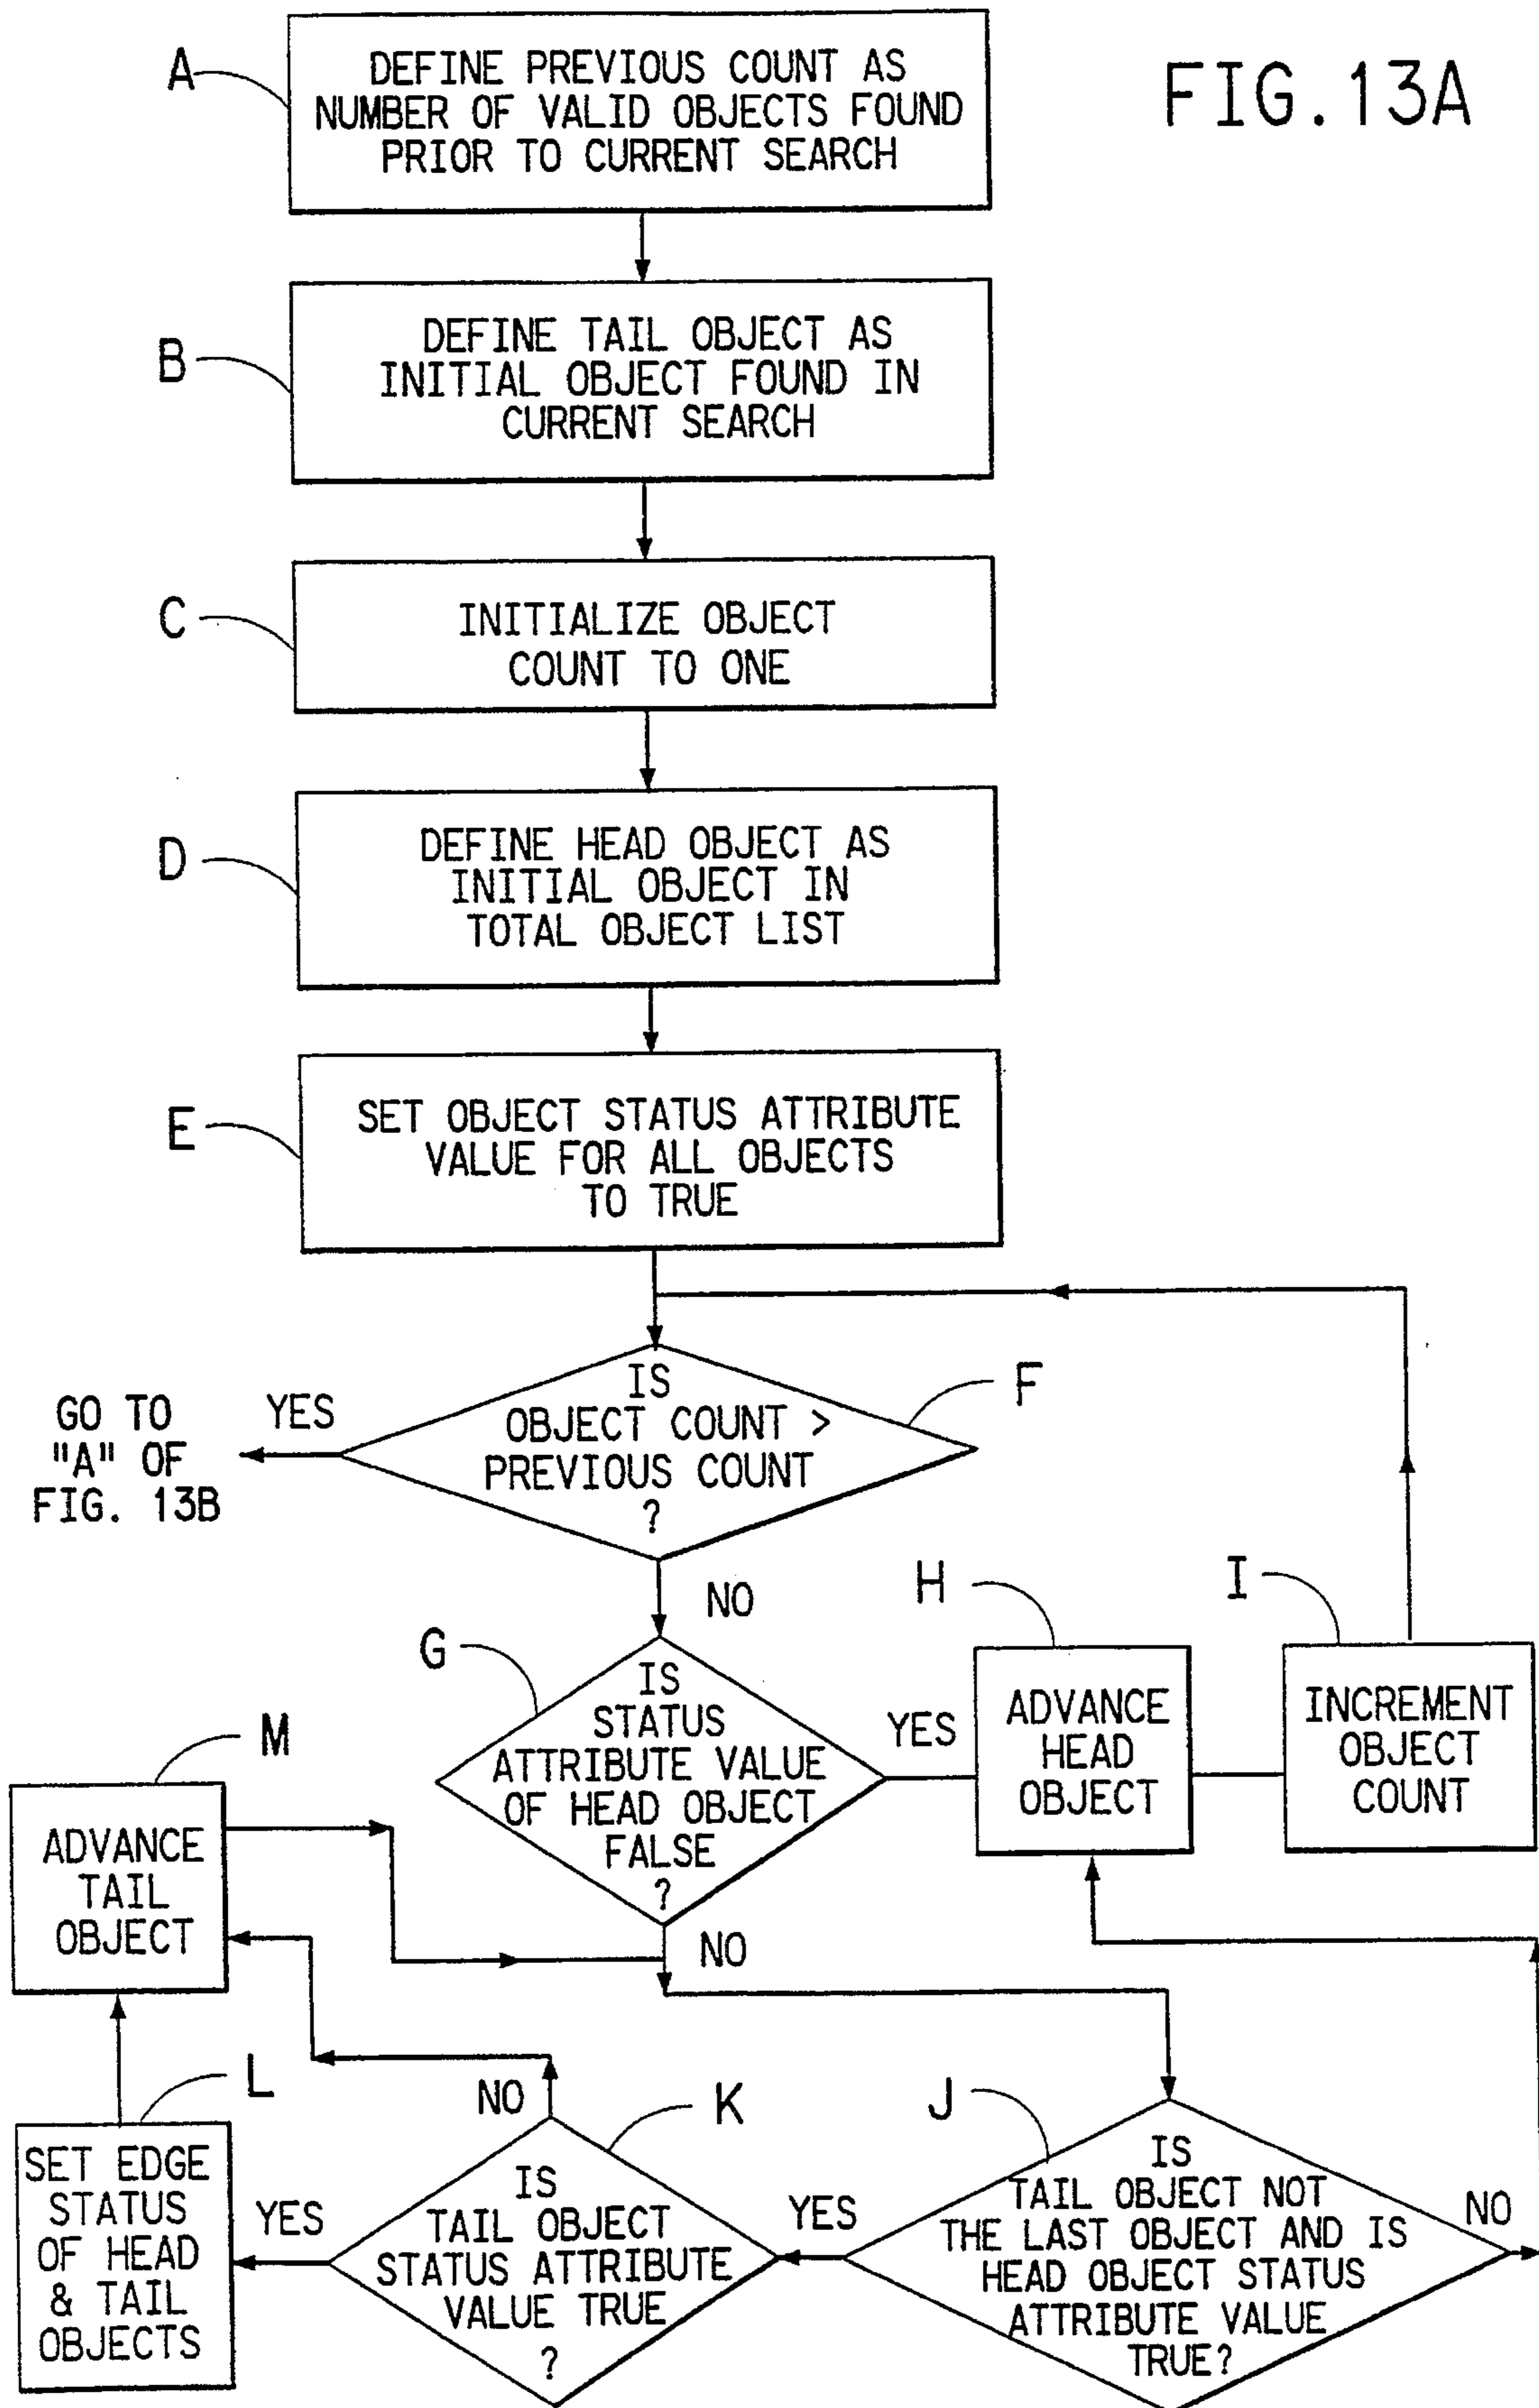 FIG.13A
A
DEFINE PREVIOUS COUNT AS
NUMBER OF VALID OBJECTS FOUND
PRIOR TO CURRENT SEARCH
B
DEFINE TAIL OBJECT AS
INITIAL OBJECT FOUND IN
CURRENT SEARCH
C
INITIALIZE OBJECT
COUNT TO ONE
D
DEFINE HEAD OBJECT AS
INITIAL OBJECT IN
TOTAL OBJECT LIST
E
SET OBJECT STATUS ATTRIBUTE
VALUE FOR ALL OBJECTS
TO TRUE
F
IS
OBJECT COUNT >
PREVIOUS COUNT
?
YES
GO TO
"A" OF
FIG. 13B
NO
G
IS
STATUS
ATTRIBUTE VALUE
OF HEAD OBJECT
FALSE
?
YES
H
ADVANCE
HEAD
OBJECT
I
INCREMENT
OBJECT
COUNT
NO
M
ADVANCE
TAIL
OBJECT
J
IS
TAIL OBJECT NOT
THE LAST OBJECT AND IS
HEAD OBJECT STATUS
ATTRIBUTE VALUE
TRUE?
NO
YES
K
IS
TAIL OBJECT
STATUS ATTRIBUTE
VALUE TRUE
?
NO
YES
L
SET EDGE
STATUS
OF HEAD
& TAIL
OBJECTS